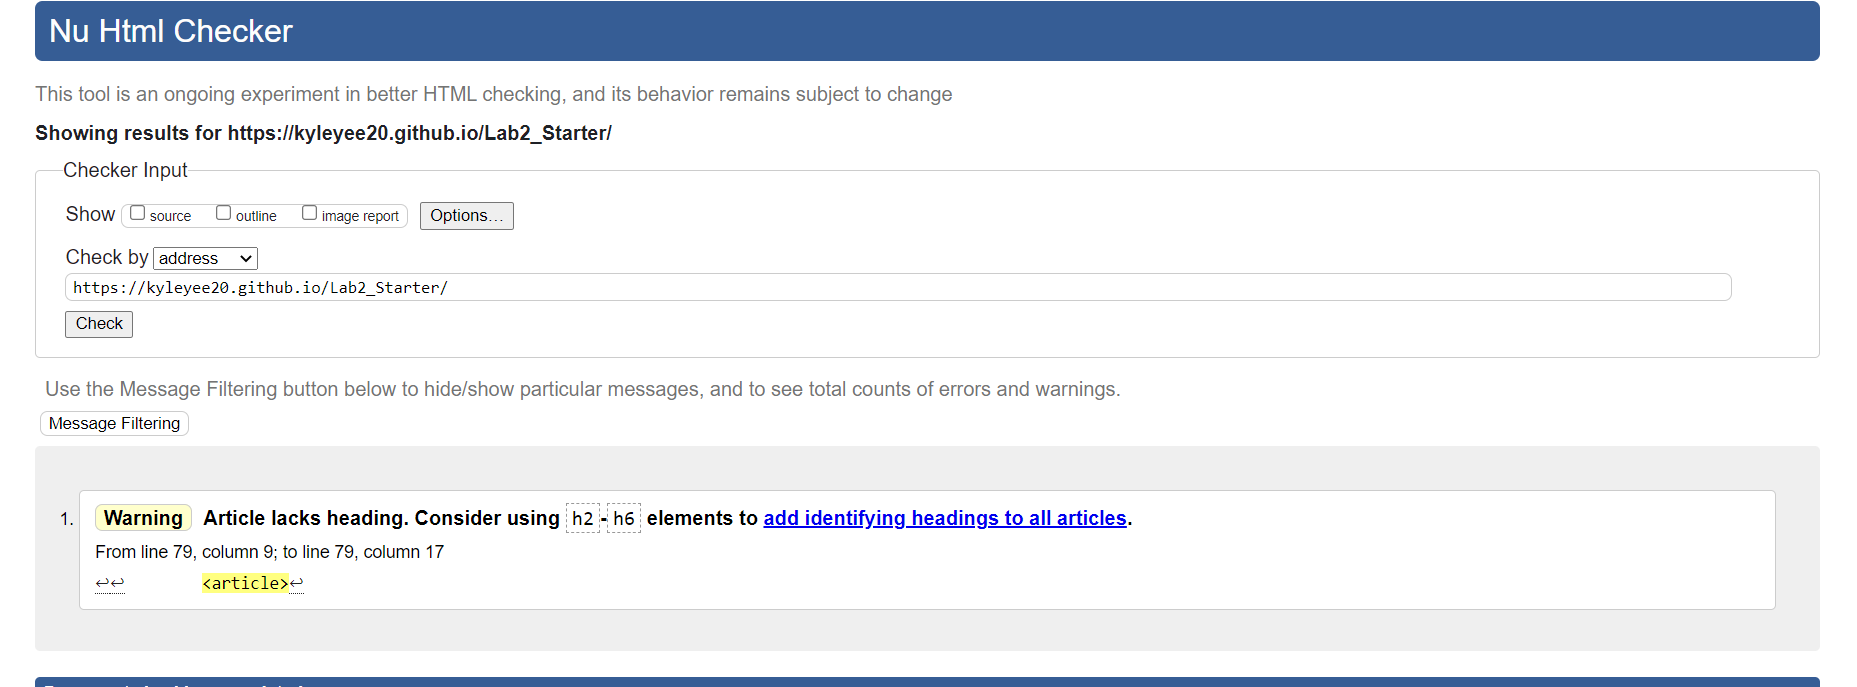 Nu Html Checker
This tool is an ongoing experiment in better HTML checking, and its behavior remains subject to change
Showing results for https://kyleyee20.github.io/Lab2_Starter/
Checker Input
Show source outline image report Options…
Check by address
https://kyleyee20.github.io/Lab2_Starter/
Check
Use the Message Filtering button below to hide/show particular messages, and to see total counts of errors and warnings.
Message Filtering
1. Warning Article lacks heading. Consider using h2-h6 elements to add identifying headings to all articles.
From line 79, column 9; to line 79, column 17
↩↩ <article>↩